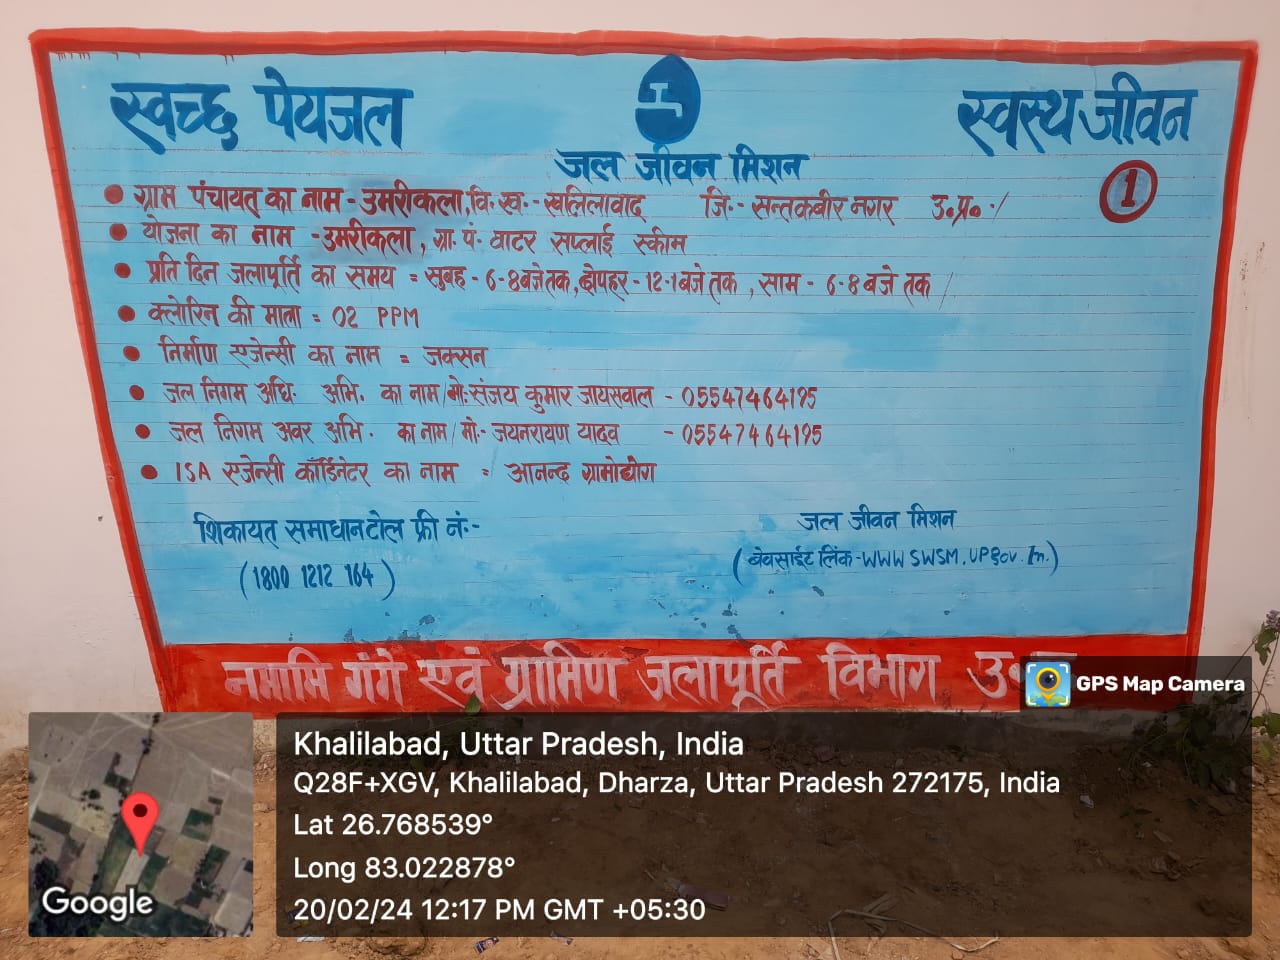 स्वच्छ पेयजल
स्वस्थ जीवन
जल जीवन मिशन
1
• ग्राम पंचायत का नाम - उमरीकला, वि. ख. - खलिलावाद जि. - सन्तकबीर नगर उ.प्र. /
• योजना का नाम - उमरीकला, ग्रा. पं. वाटर सप्लाई स्कीम
• प्रति दिन जलापूर्ति का समय = सुबह - 6-8 बजे तक, दोपहर - 12-1 बजे तक, साम - 6-8 बजे तक /
• क्लोरिन की मात्रा = 02 PPM
• निर्माण एजेन्सी का नाम = जक्सन
• जल निगम अधि. अभि. का नाम/मो:- संजय कुमार जायसवाल - 05547464195
• जल निगम अवर अभि. का नाम/मो:- जयनरायण यादव - 05547464195
• ISA एजेन्सी कॉर्डिनेटर का नाम = आनन्द ग्रामोद्योग
शिकायत समाधान टोल फ्री नं:-
(1800 1212 164)
जल जीवन मिशन
(वेवसाईट लिंक - WWW SWSM.UPGov.In.)
नमामि गंगे एवं ग्रामिण जलापूर्ति विभाग
GPS Map Camera
Google
Khalilabad, Uttar Pradesh, India
Q28F+XGV, Khalilabad, Dharza, Uttar Pradesh 272175, India
Lat 26.768539°
Long 83.022878°
20/02/24 12:17 PM GMT +05:30